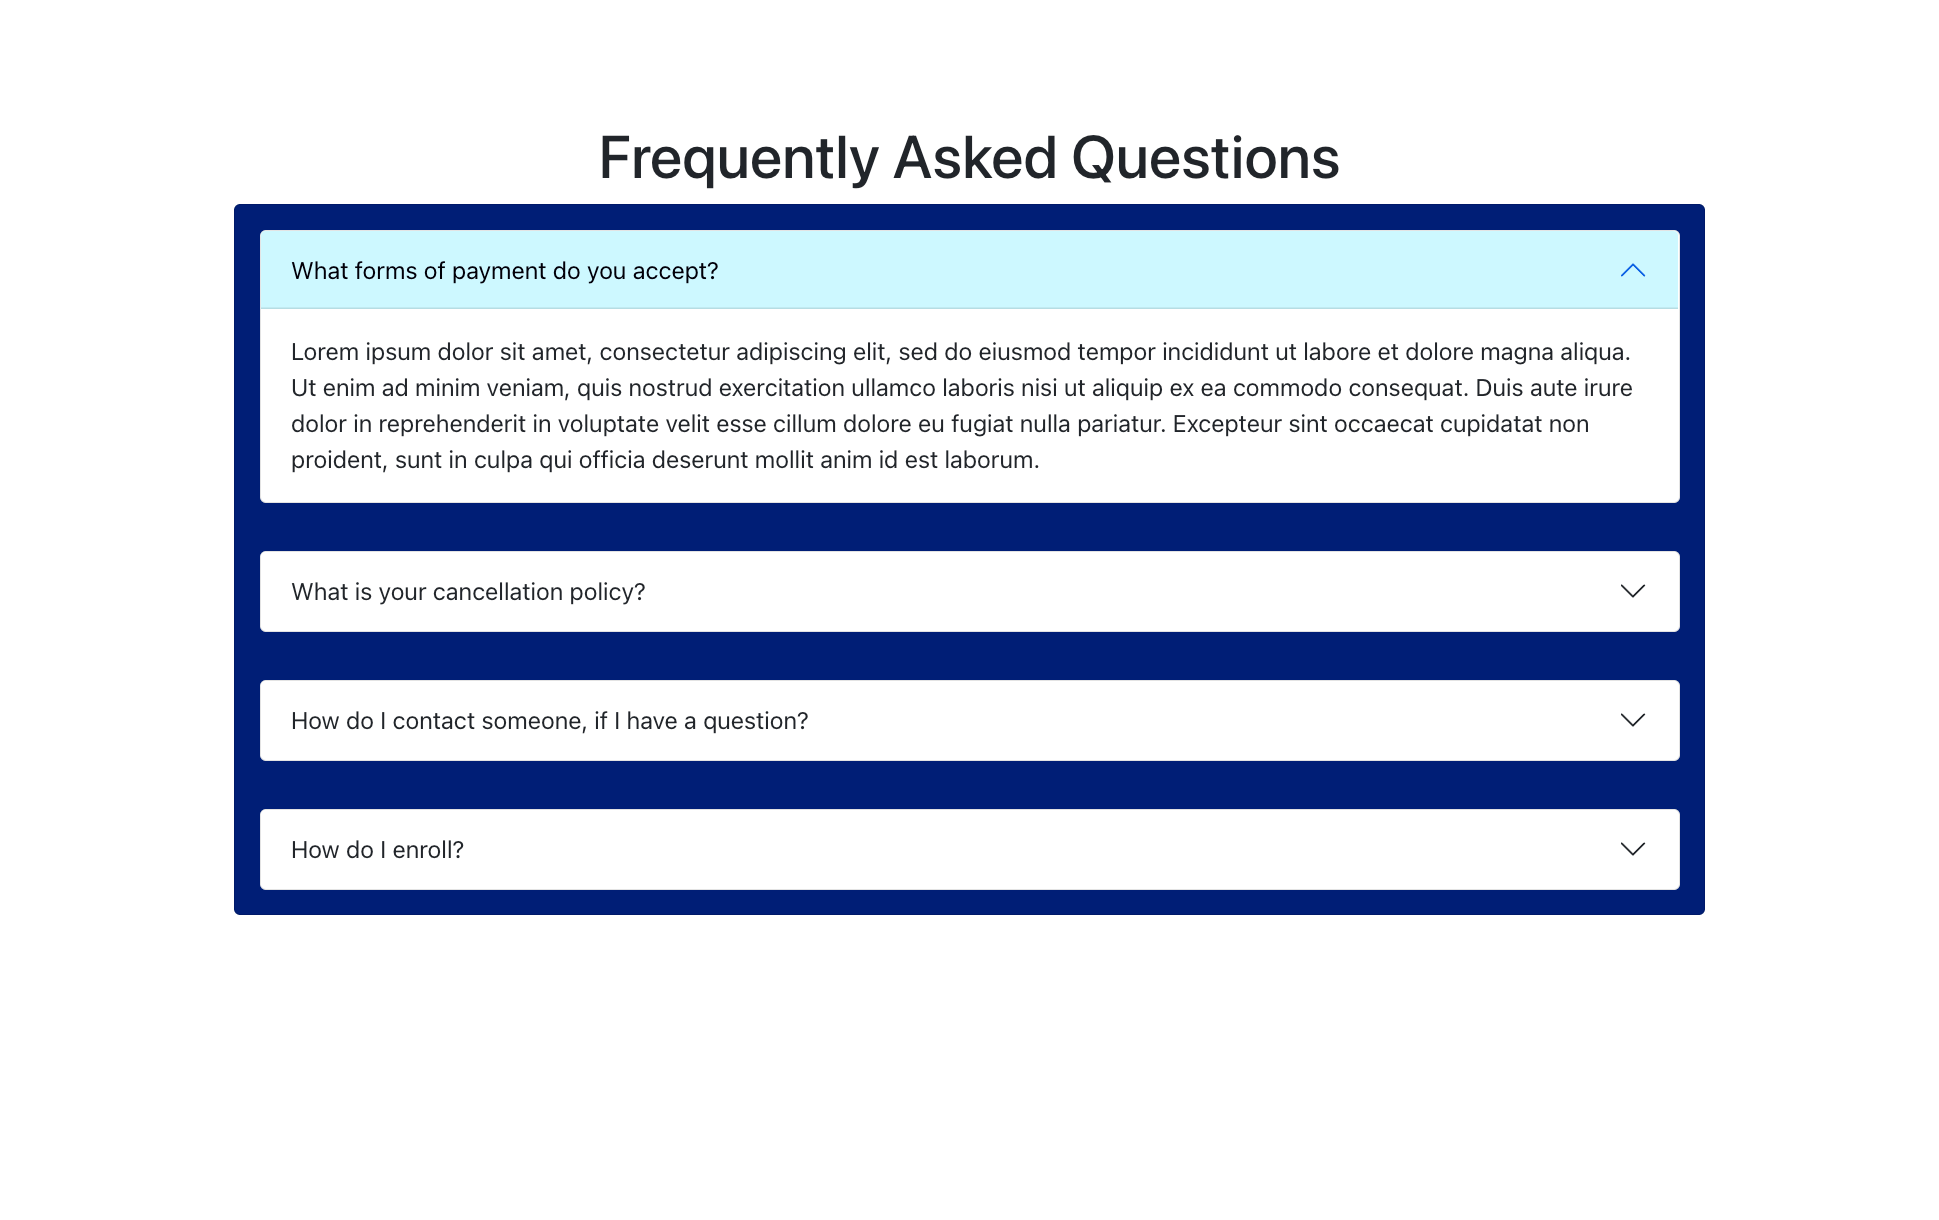 Frequently Asked Questions
What forms of payment do you accept?
Lorem ipsum dolor sit amet, consectetur adipiscing elit, sed do eiusmod tempor incididunt ut labore et dolore magna aliqua.
Ut enim ad minim veniam, quis nostrud exercitation ullamco laboris nisi ut aliquip ex ea commodo consequat. Duis aute irure
dolor in reprehenderit in voluptate velit esse cillum dolore eu fugiat nulla pariatur. Excepteur sint occaecat cupidatat non
proident, sunt in culpa qui officia deserunt mollit anim id est laborum.
What is your cancellation policy?
How do I contact someone, if I have a question?
How do I enroll?